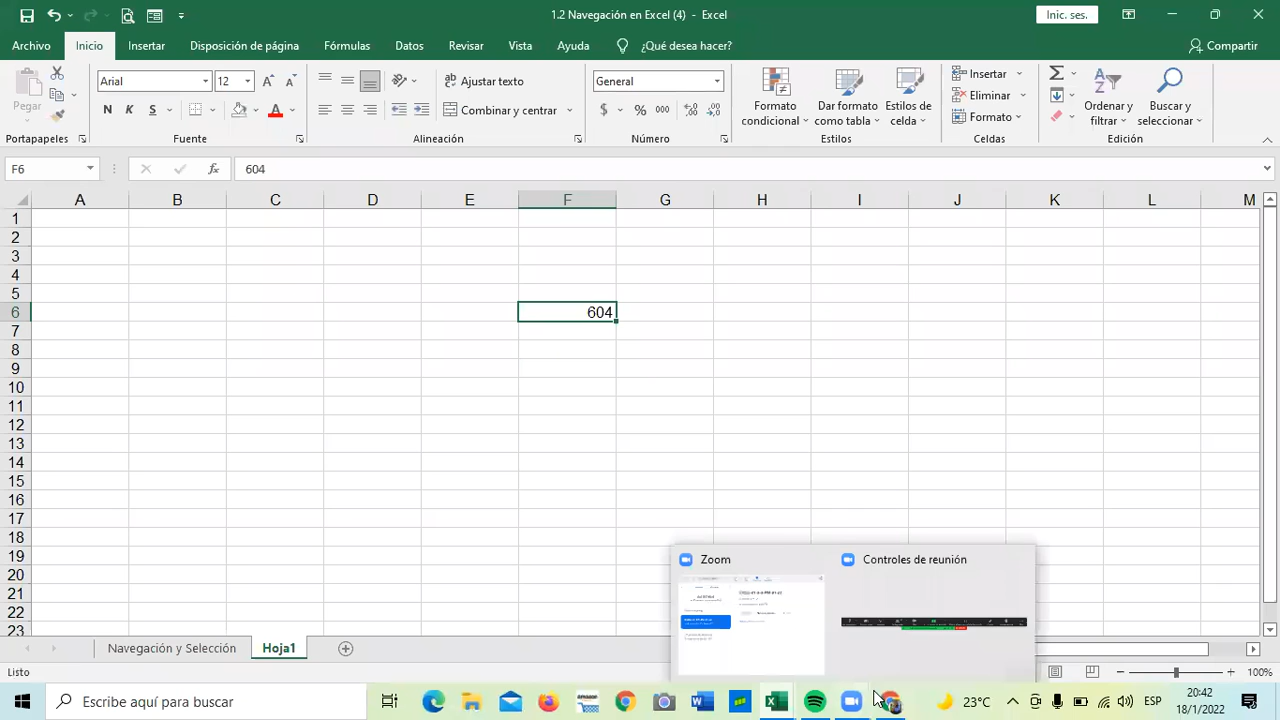 1.2 Navegación en Excel (4) - Excel
Inic. ses.
Archivo Inicio Insertar Disposición de página Fórmulas Datos Revisar Vista Ayuda ¿Qué desea hacer? Compartir
Pegar
Arial 12
N K S
Ajustar texto
Combinar y centrar
General
$ % 000
Formato condicional
Dar formato como tabla
Estilos de celda
Insertar
Eliminar
Formato
Ordenar y filtrar
Buscar y seleccionar
Portapapeles Fuente Alineación Número Estilos Celdas Edición
F6 fx 604
A B C D E F G H I J K L M
1
2
3
4
5
6 604
7
8
9
10
11
12
13
14
15
16
17
18
19
20
21
22
23
Zoom Controles de reunión
Navegacion y Selección Hoja1
Listo 100%
Escribe aquí para buscar
amazon
23°C ESP
20:42
18/1/2022